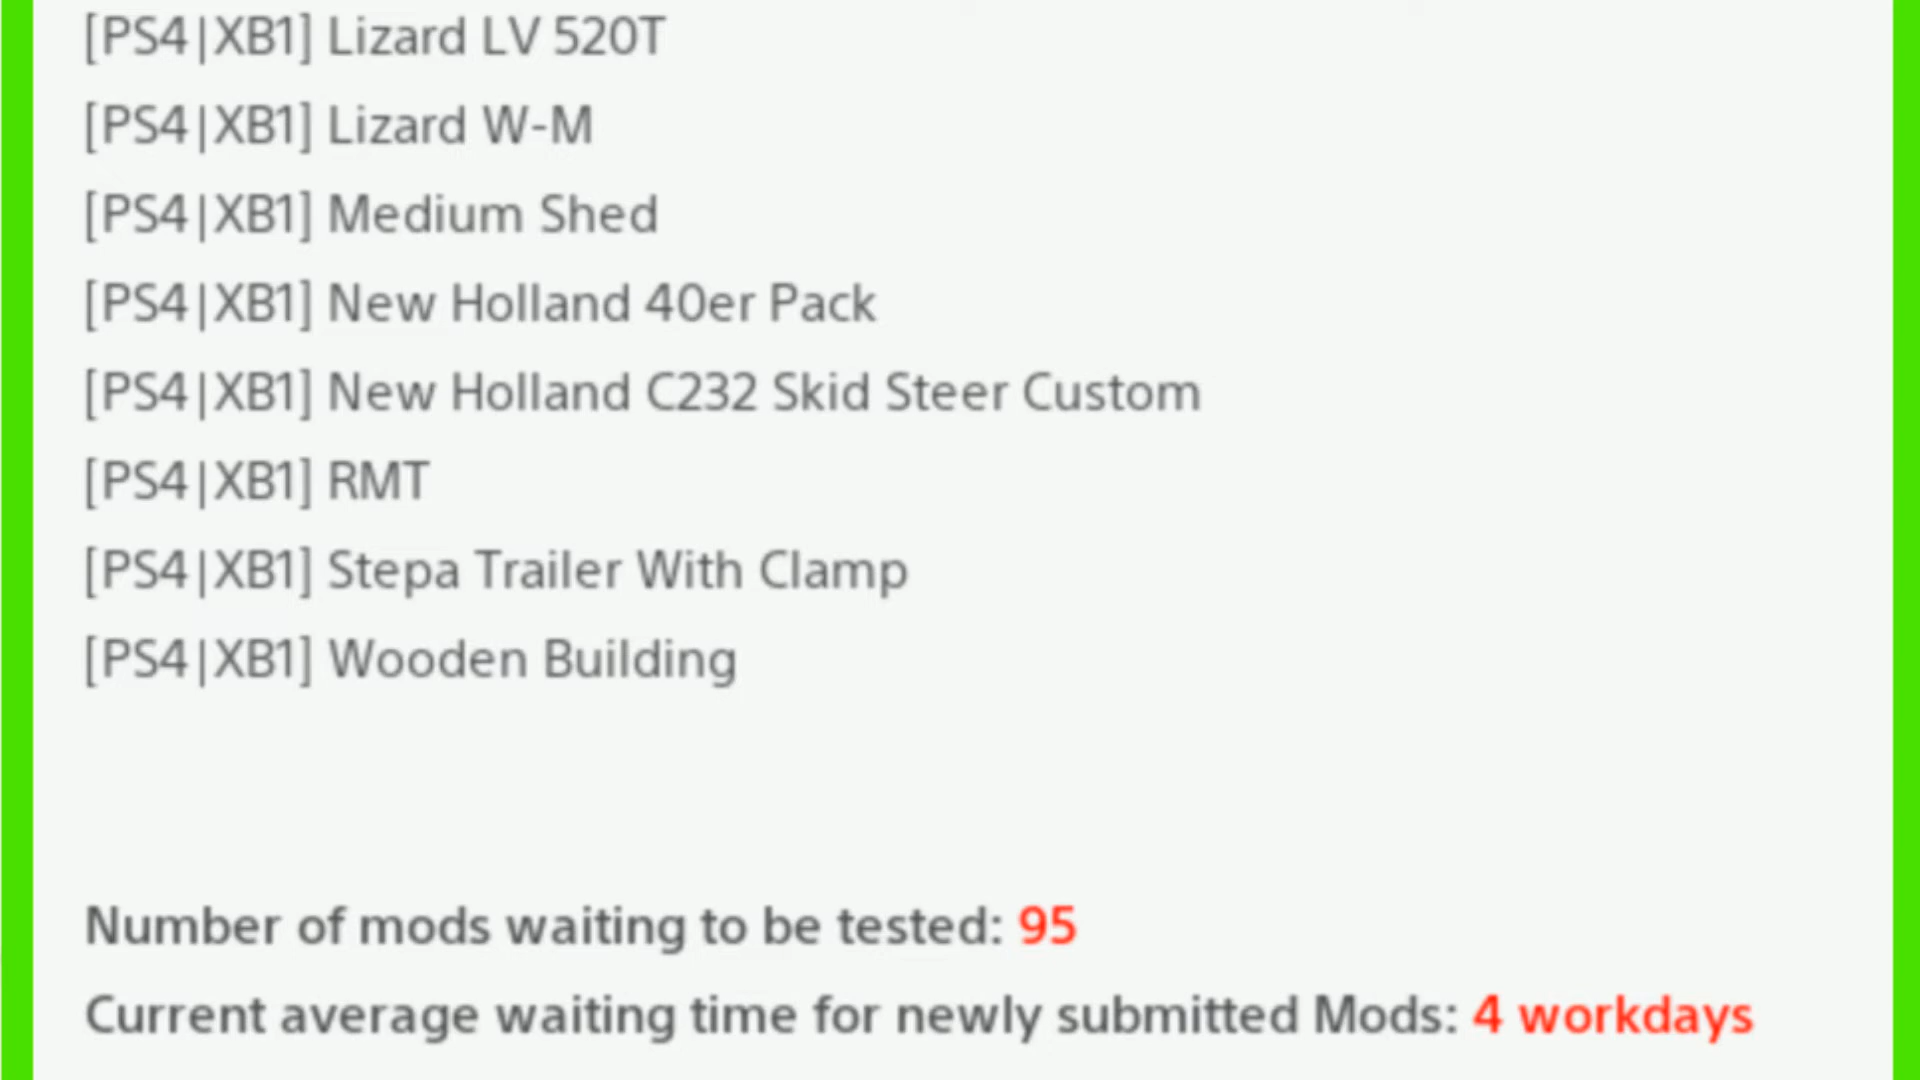 [PS4|XB1] Lizard LV 520T
[PS4|XB1] Lizard W-M
[PS4|XB1] Medium Shed
[PS4|XB1] New Holland 40er Pack
[PS4|XB1] New Holland C232 Skid Steer Custom
[PS4|XB1] RMT
[PS4|XB1] Stepa Trailer With Clamp
[PS4|XB1] Wooden Building
Number of mods waiting to be tested: 95
Current average waiting time for newly submitted Mods: 4 workdays